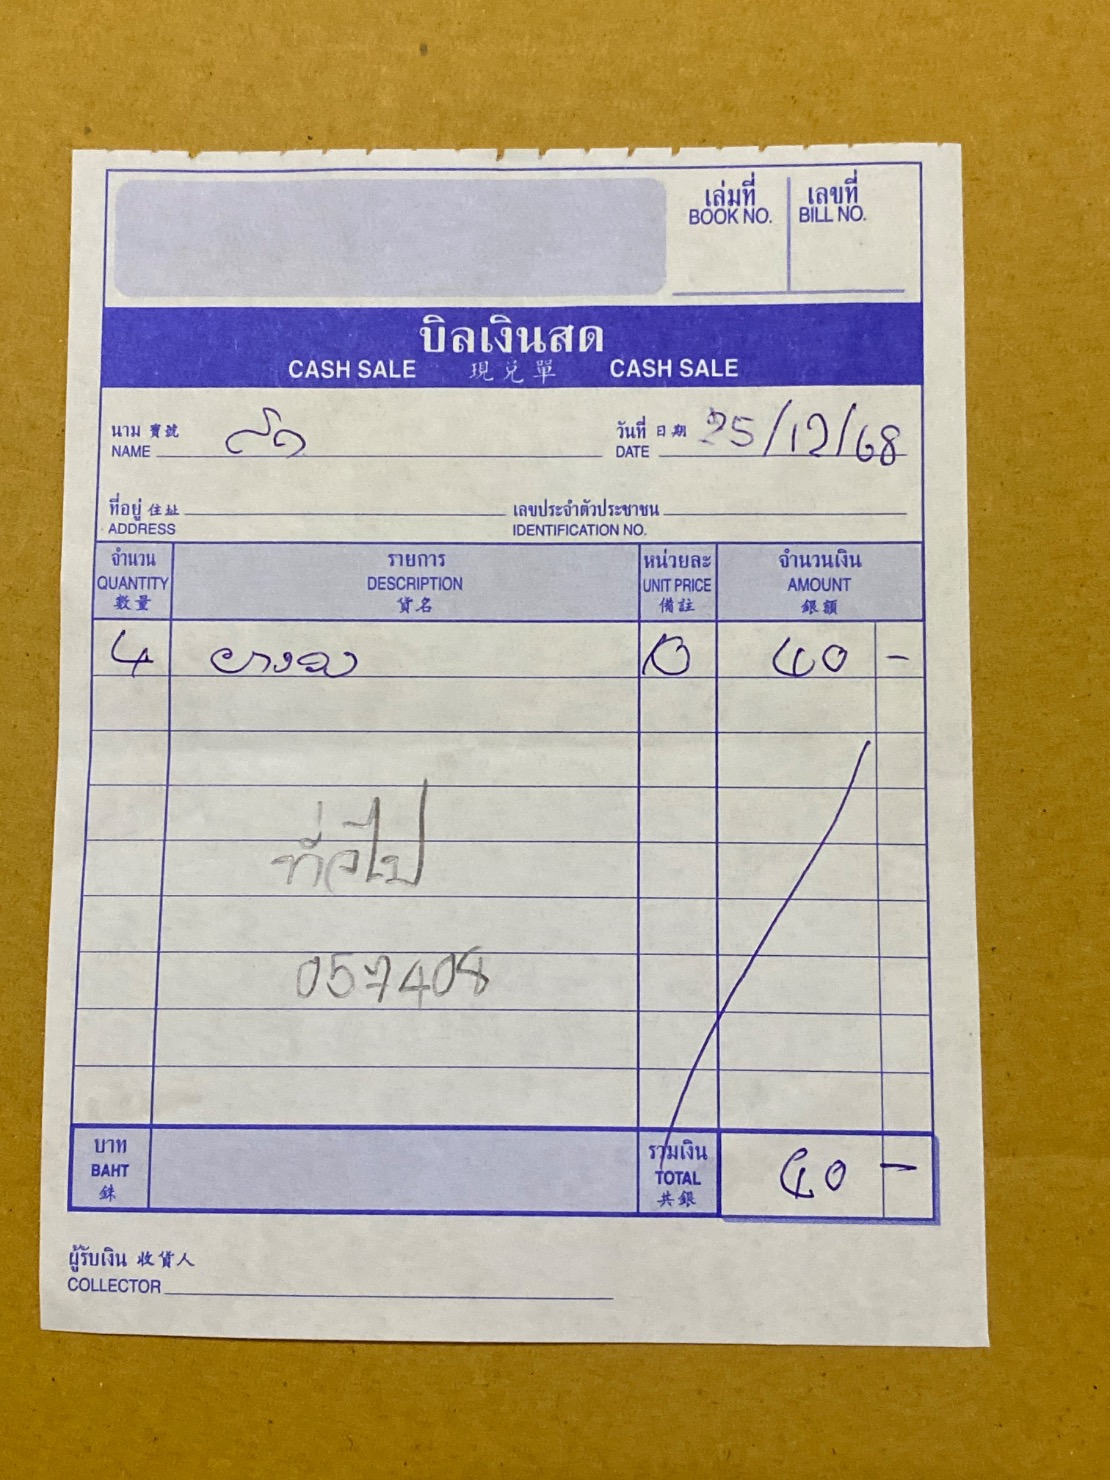 เล่มที่ เลขที่
BOOK NO. BILL NO.
บิลเงินสด
CASH SALE 現兌單 CASH SALE
นาม 寶號 วันที่ 日期 25/12/68
NAME DATE
ที่อยู่ 住址 เลขประจำตัวประชาชน
ADDRESS IDENTIFICATION NO.
จำนวน รายการ หน่วยละ จำนวนเงิน
QUANTITY DESCRIPTION UNIT PRICE AMOUNT
數量 貨名 備註 銀額
4 10 40 -
ทั่วไป
057408
บาท รวมเงิน
BAHT TOTAL 40 -
銖 共銀
ผู้รับเงิน 收貨人
COLLECTOR